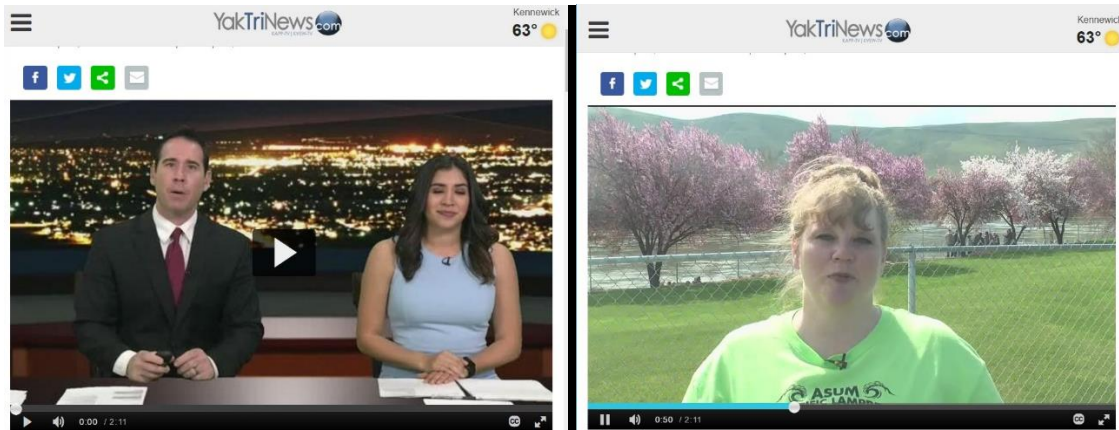 YakTriNews.com
Kennewick
63°
f
0:00 / 2:11
CC
YakTriNews.com
Kennewick
63°
f
ASUM
0:50 / 2:11
CC